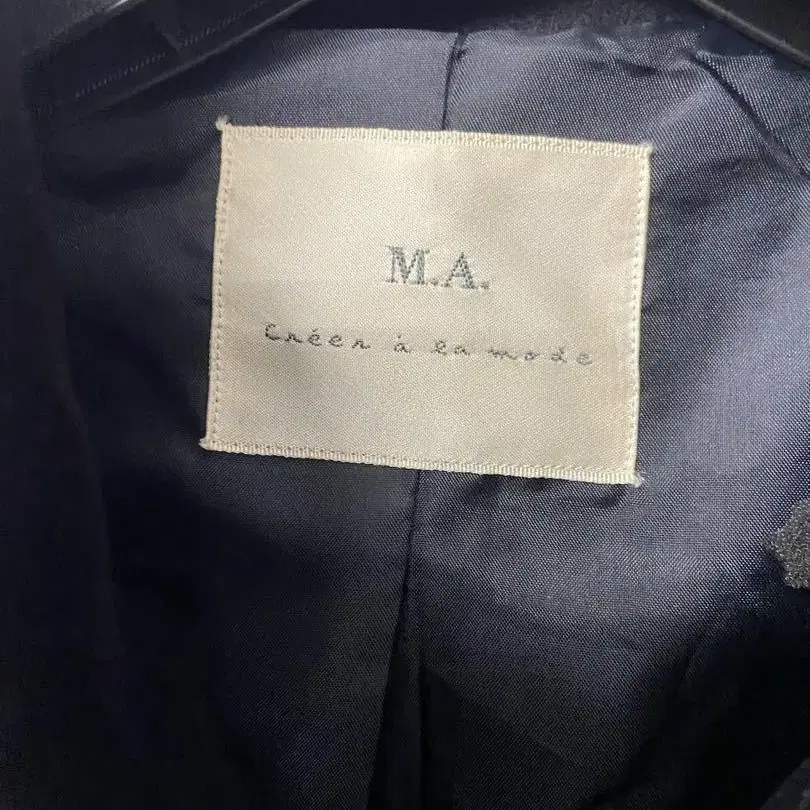 M.A.
Créer à la mode